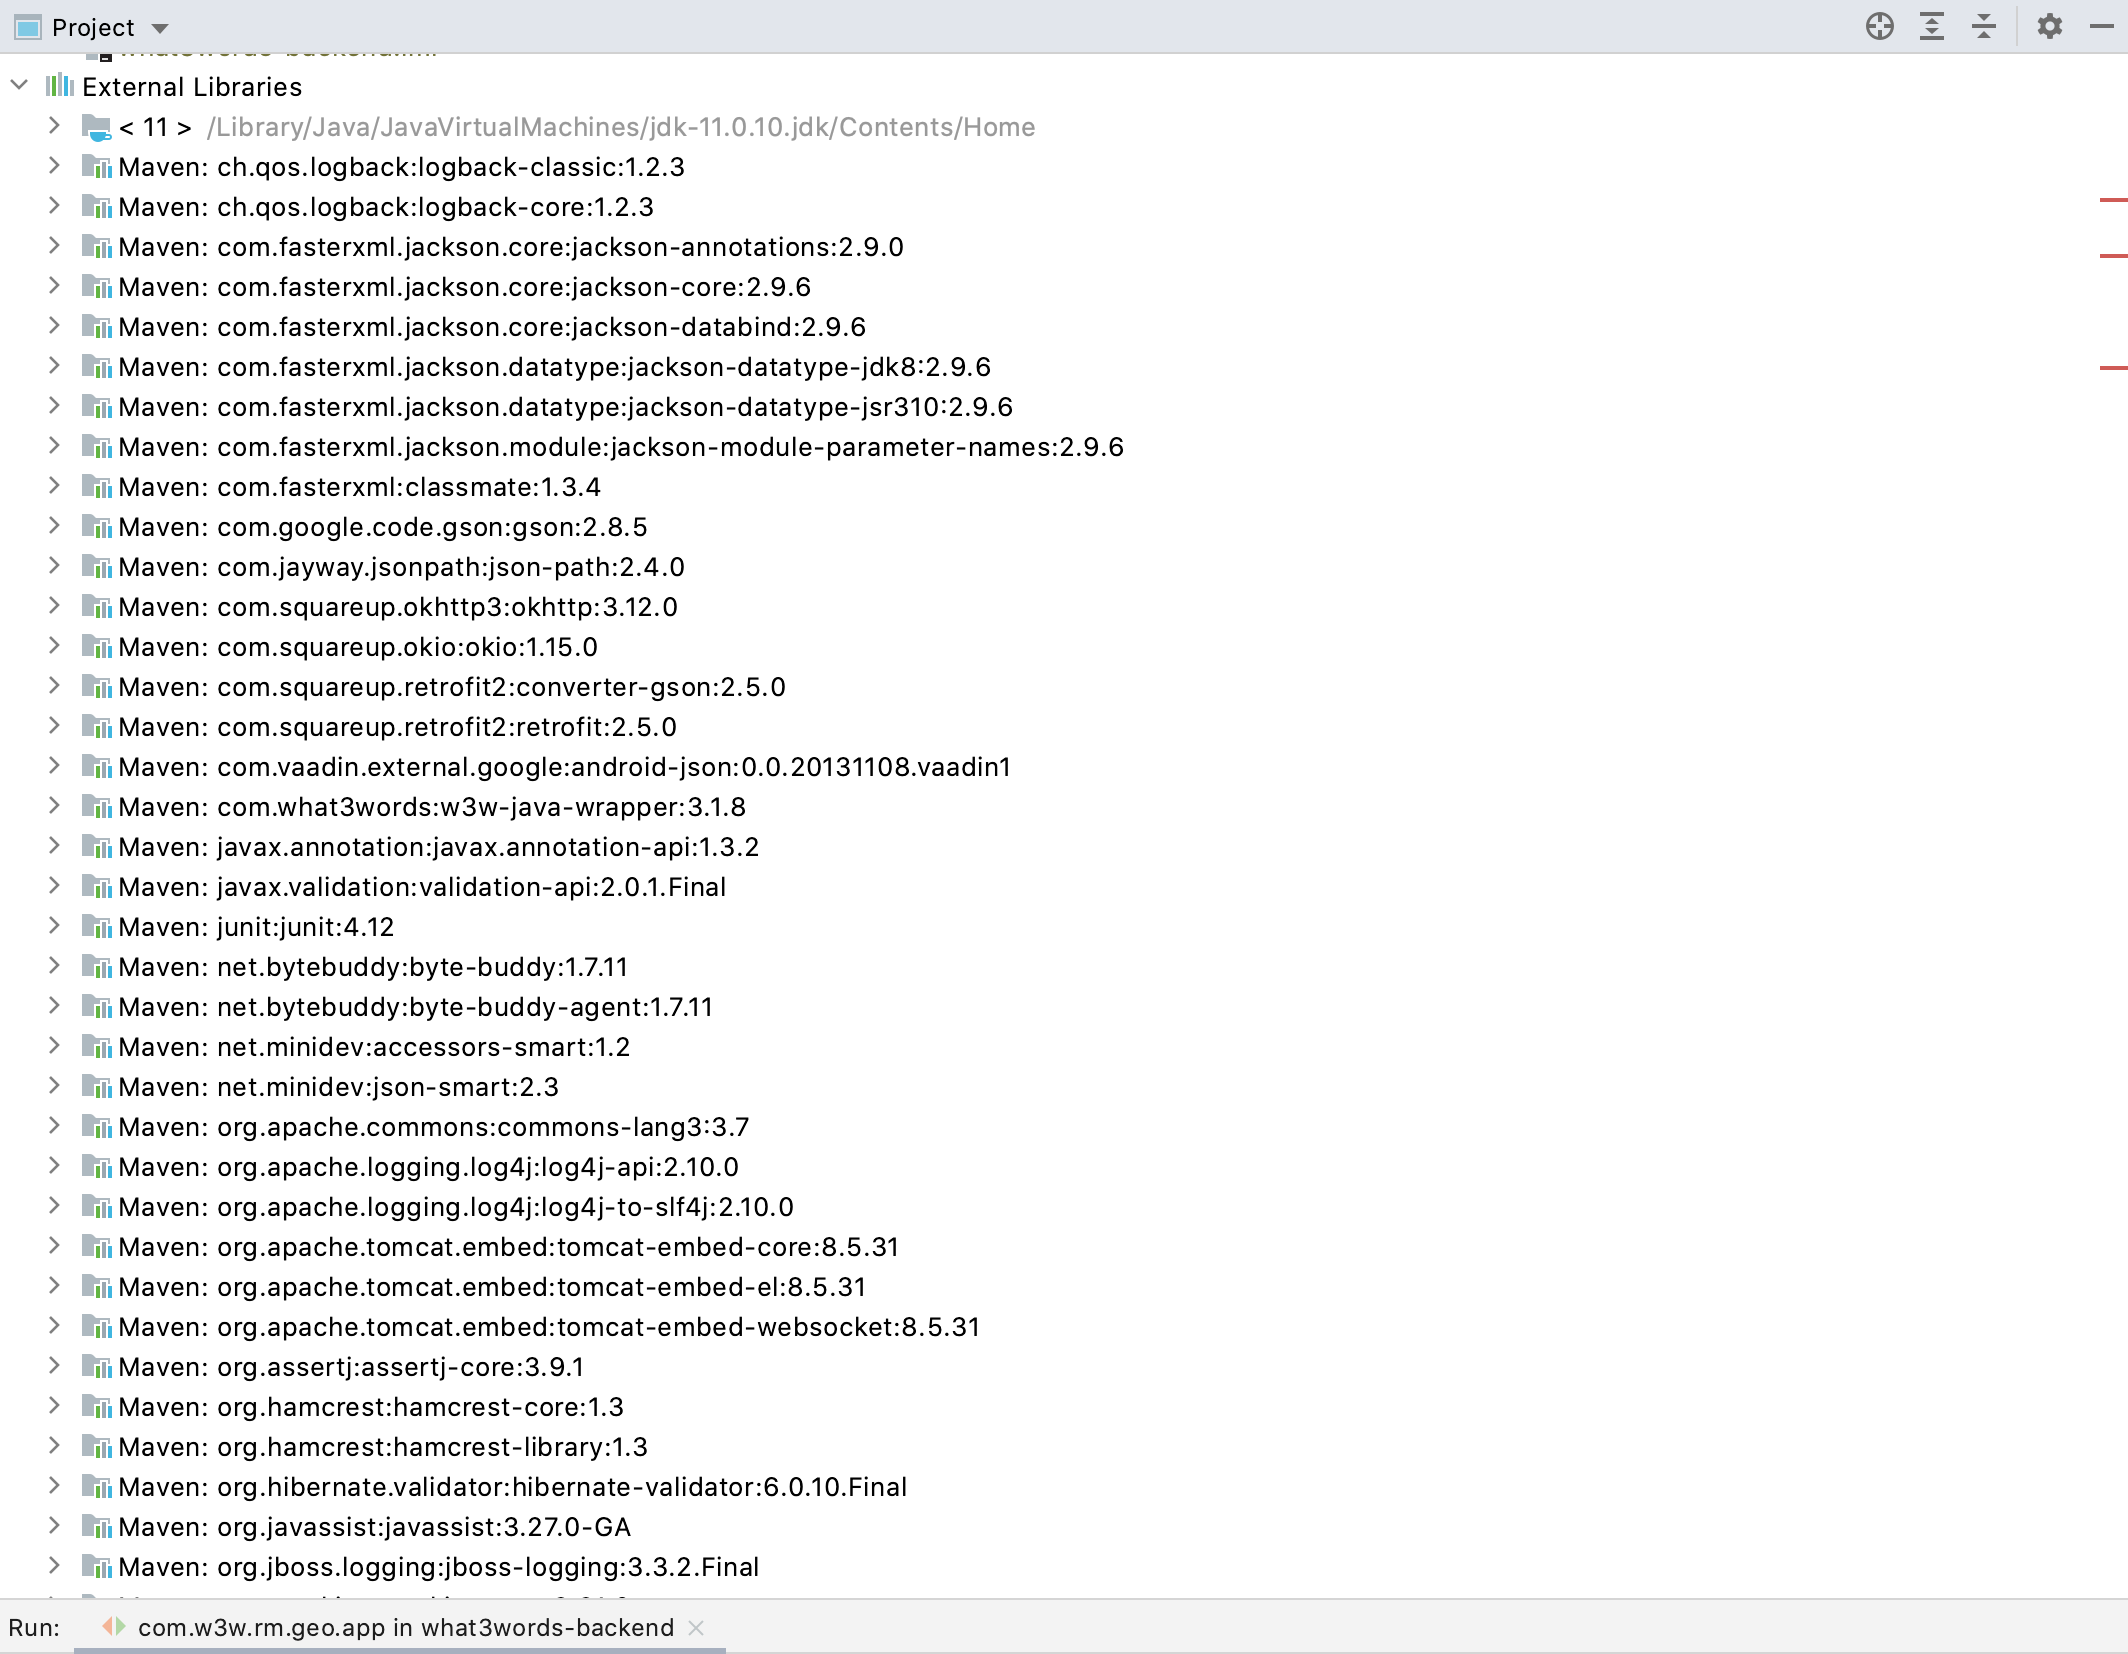 Project
External Libraries
< 11 > /Library/Java/JavaVirtualMachines/jdk-11.0.10.jdk/Contents/Home
Maven: ch.qos.logback:logback-classic:1.2.3
Maven: ch.qos.logback:logback-core:1.2.3
Maven: com.fasterxml.jackson.core:jackson-annotations:2.9.0
Maven: com.fasterxml.jackson.core:jackson-core:2.9.6
Maven: com.fasterxml.jackson.core:jackson-databind:2.9.6
Maven: com.fasterxml.jackson.datatype:jackson-datatype-jdk8:2.9.6
Maven: com.fasterxml.jackson.datatype:jackson-datatype-jsr310:2.9.6
Maven: com.fasterxml.jackson.module:jackson-module-parameter-names:2.9.6
Maven: com.fasterxml:classmate:1.3.4
Maven: com.google.code.gson:gson:2.8.5
Maven: com.jayway.jsonpath:json-path:2.4.0
Maven: com.squareup.okhttp3:okhttp:3.12.0
Maven: com.squareup.okio:okio:1.15.0
Maven: com.squareup.retrofit2:converter-gson:2.5.0
Maven: com.squareup.retrofit2:retrofit:2.5.0
Maven: com.vaadin.external.google:android-json:0.0.20131108.vaadin1
Maven: com.what3words:w3w-java-wrapper:3.1.8
Maven: javax.annotation:javax.annotation-api:1.3.2
Maven: javax.validation:validation-api:2.0.1.Final
Maven: junit:junit:4.12
Maven: net.bytebuddy:byte-buddy:1.7.11
Maven: net.bytebuddy:byte-buddy-agent:1.7.11
Maven: net.minidev:accessors-smart:1.2
Maven: net.minidev:json-smart:2.3
Maven: org.apache.commons:commons-lang3:3.7
Maven: org.apache.logging.log4j:log4j-api:2.10.0
Maven: org.apache.logging.log4j:log4j-to-slf4j:2.10.0
Maven: org.apache.tomcat.embed:tomcat-embed-core:8.5.31
Maven: org.apache.tomcat.embed:tomcat-embed-el:8.5.31
Maven: org.apache.tomcat.embed:tomcat-embed-websocket:8.5.31
Maven: org.assertj:assertj-core:3.9.1
Maven: org.hamcrest:hamcrest-core:1.3
Maven: org.hamcrest:hamcrest-library:1.3
Maven: org.hibernate.validator:hibernate-validator:6.0.10.Final
Maven: org.javassist:javassist:3.27.0-GA
Maven: org.jboss.logging:jboss-logging:3.3.2.Final
Run: com.w3w.rm.geo.app in what3words-backend